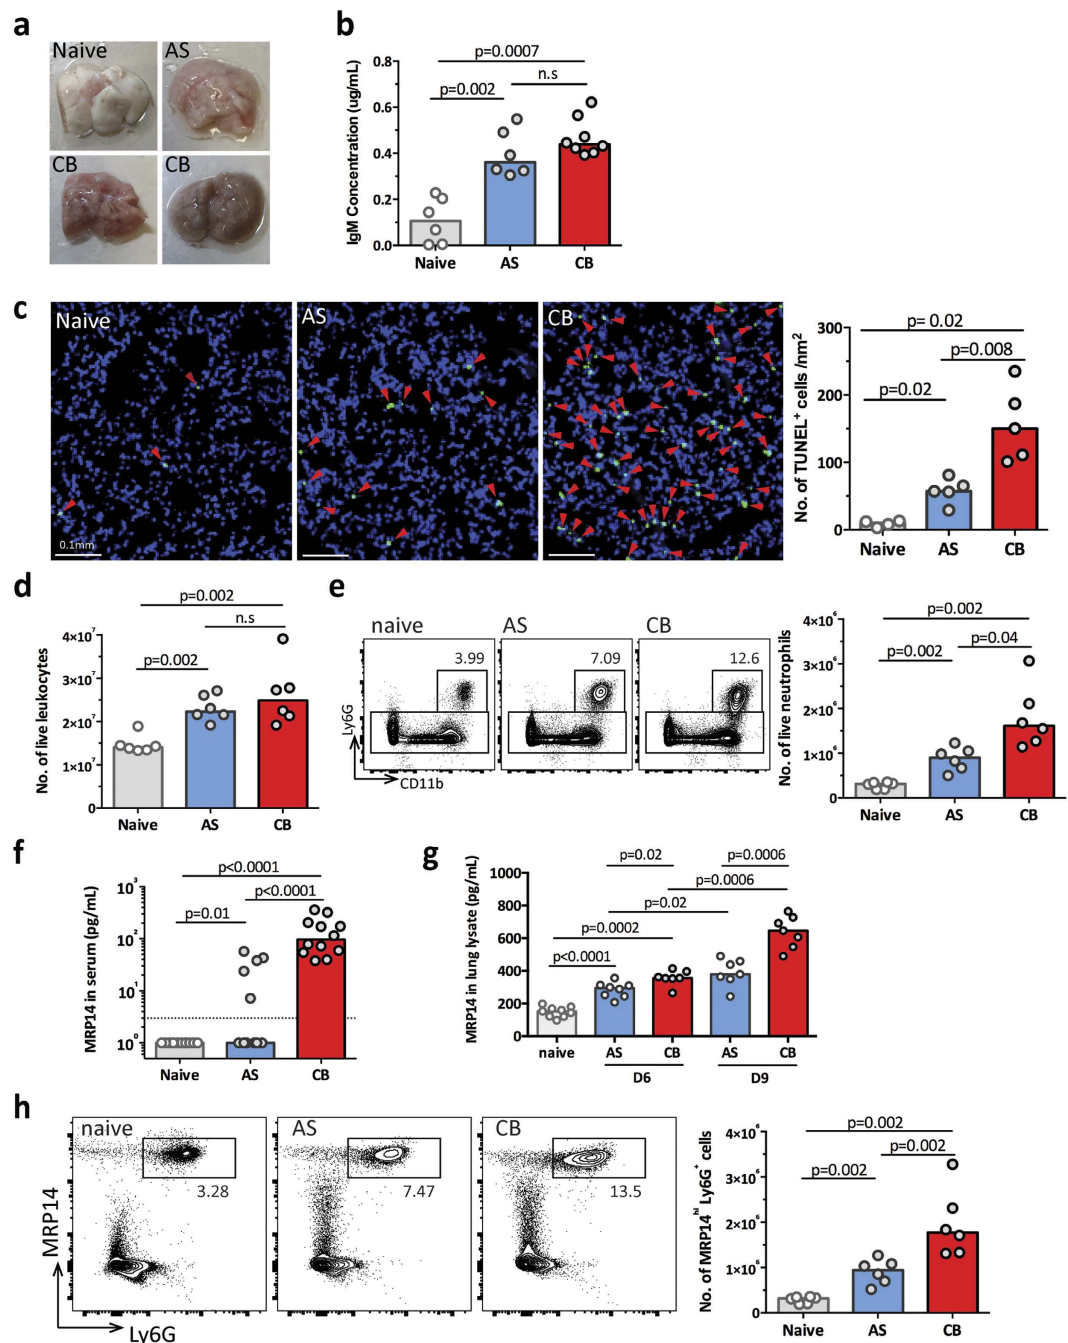 a
Naive
AS
CB
CB
b
p=0.0007
n.s
p=0.002
IgM Concentration (ug/mL)
0.8
0.6
0.4
0.2
0.0
Naive
AS
CB
c
Naive
0.1mm
AS
CB
p= 0.02
p=0.008
p=0.02
No. of TUNEL⁺ cells /nm²
300
200
100
0
Naive
AS
CB
d
p=0.002
n.s
p=0.002
No. of live leukocytes
4×10⁷
3×10⁷
2×10⁷
1×10⁷
0
Naive
AS
CB
e
naive
AS
CB
3.99
7.09
12.6
Ly6G
CD11b
p=0.002
p=0.04
p=0.002
No. of live neutrophils
4×10⁶
3×10⁶
2×10⁶
1×10⁶
0
Naive
AS
CB
f
p<0.0001
p<0.0001
p=0.01
MRP14 in serum (pg/mL)
10³
10²
10¹
10⁰
Naive
AS
CB
g
p=0.02
p=0.0006
p=0.0006
p=0.02
p=0.0002
p<0.0001
MRP14 in lung lysate (pg/mL)
1000
800
600
400
200
0
naive
AS
CB
AS
CB
D6
D9
h
naive
AS
CB
3.28
7.47
13.5
MRP14
Ly6G
p=0.002
p=0.002
p=0.002
No. of MRP14ʰⁱ Ly6G⁺ cells
4×10⁶
3×10⁶
2×10⁶
1×10⁶
0
Naive
AS
CB